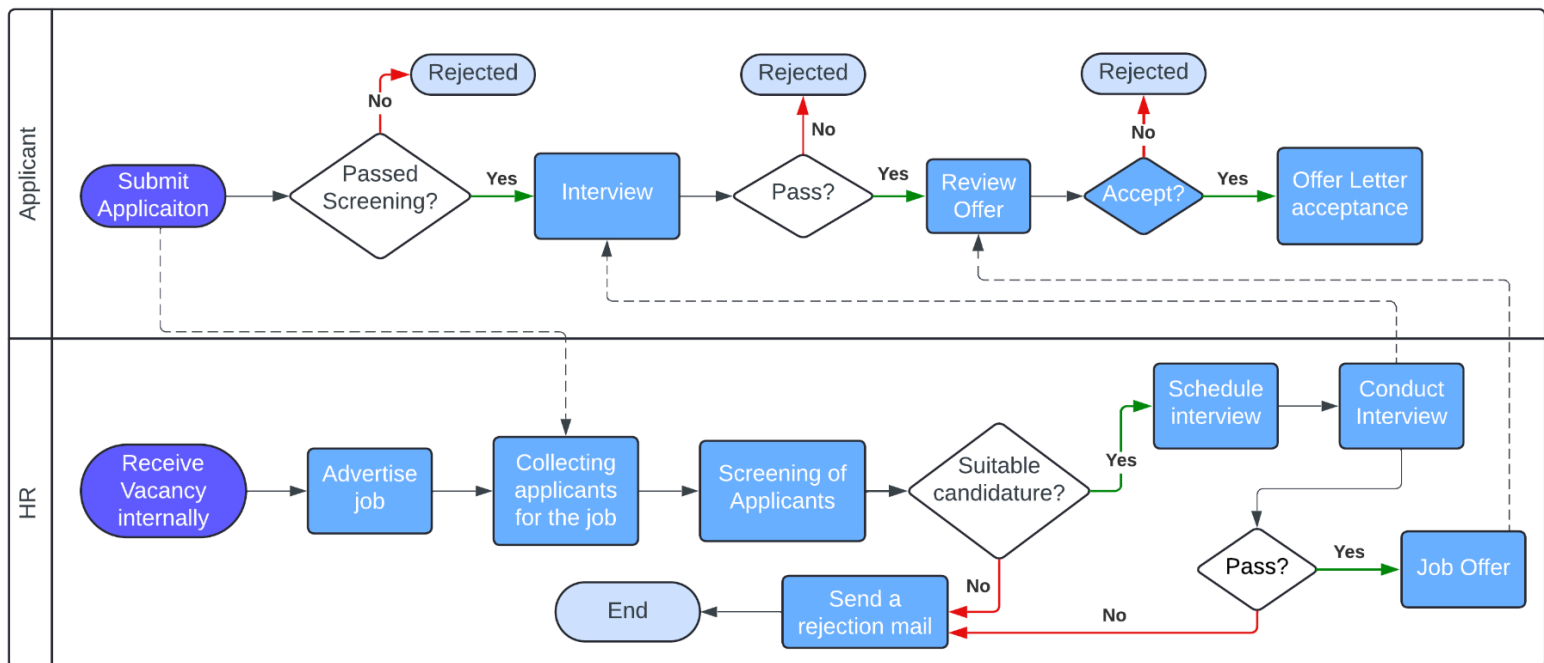 Applicant
Rejected
Rejected
Rejected
No
No
No
Submit
Applicaiton
Passed
Screening?
Yes
Interview
Pass?
Yes
Review
Offer
Accept?
Yes
Offer Letter
acceptance
HR
Receive
Vacancy
internally
Advertise
job
Collecting
applicants
for the job
Screening of
Applicants
Suitable
candidature?
Yes
Schedule
interview
Conduct
Interview
Pass?
Yes
Job Offer
No
No
Send a
rejection mail
End